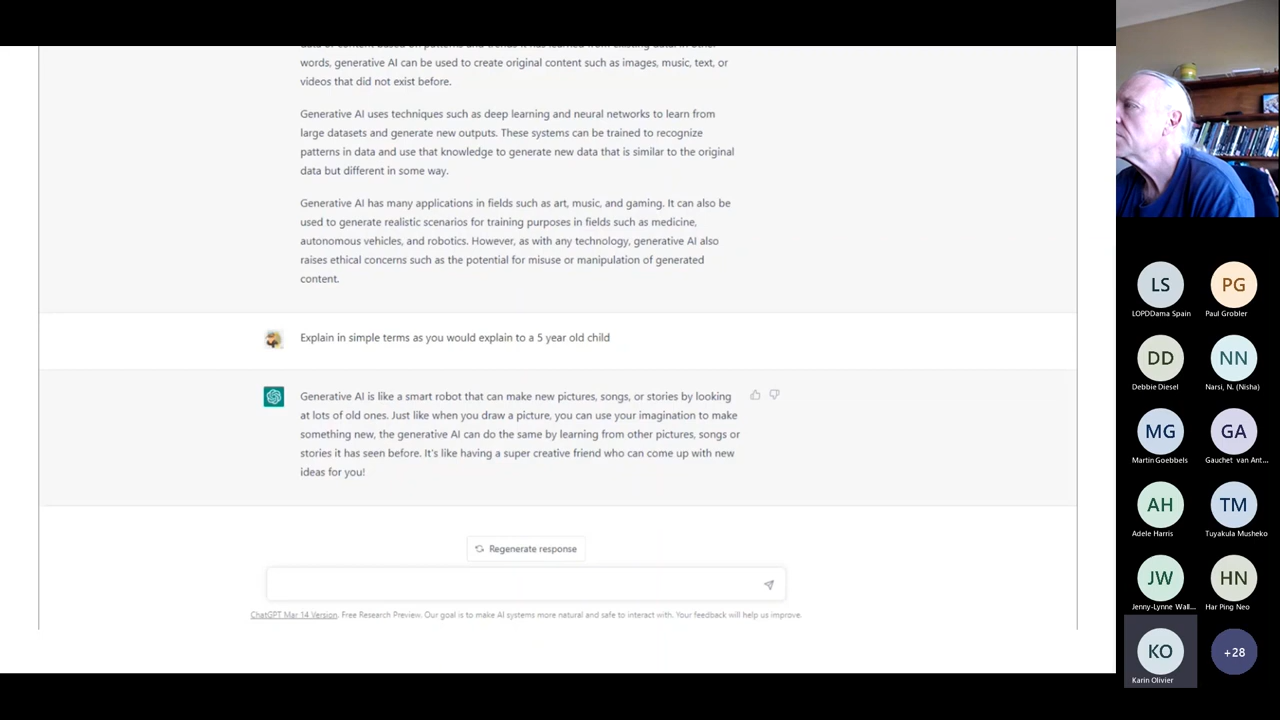 words, generative AI can be used to create original content such as images, music, text, or
videos that did not exist before.
Generative AI uses techniques such as deep learning and neural networks to learn from
large datasets and generate new outputs. These systems can be trained to recognize
patterns in data and use that knowledge to generate new data that is similar to the original
data but different in some way.
Generative AI has many applications in fields such as art, music, and gaming. It can also be
used to generate realistic scenarios for training purposes in fields such as medicine,
autonomous vehicles, and robotics. However, as with any technology, generative AI also
raises ethical concerns such as the potential for misuse or manipulation of generated
content.
Explain in simple terms as you would explain to a 5 year old child
Generative AI is like a smart robot that can make new pictures, songs, or stories by looking
at lots of old ones. Just like when you draw a picture, you can use your imagination to make
something new, the generative AI can do the same by learning from other pictures, songs or
stories it has seen before. It's like having a super creative friend who can come up with new
ideas for you!
Regenerate response
ChatGPT Mar 14 Version. Free Research Preview. Our goal is to make AI systems more natural and safe to interact with. Your feedback will help us improve.
LS PG
LOPDDama Spain Paul Grobler
DD NN
Debbie Diesel Narsi, N. (Nisha)
MG GA
Martin Goebbels Gauchet van Ant...
AH TM
Adele Harris Tuyakula Musheko
JW HN
Jenny-Lynne Wall... Har Ping Neo
KO +28
Karin Olivier